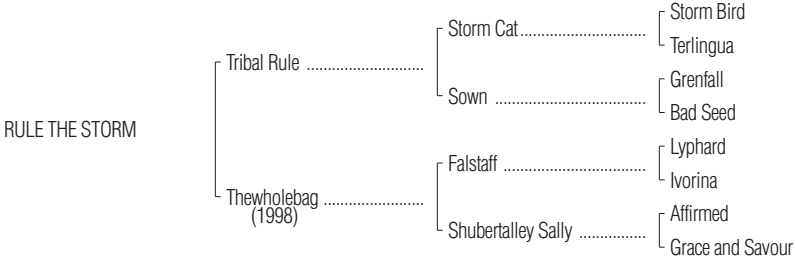 Storm Bird
Storm Cat..............................
Terlingua
Tribal Rule ............................
Grenfall
Sown ....................................
Bad Seed
RULE THE STORM
Lyphard
Falstaff ..................................
Ivorina
Thewholebag ........................
(1998)
Affirmed
Shubertalley Sally ................
Grace and Savour